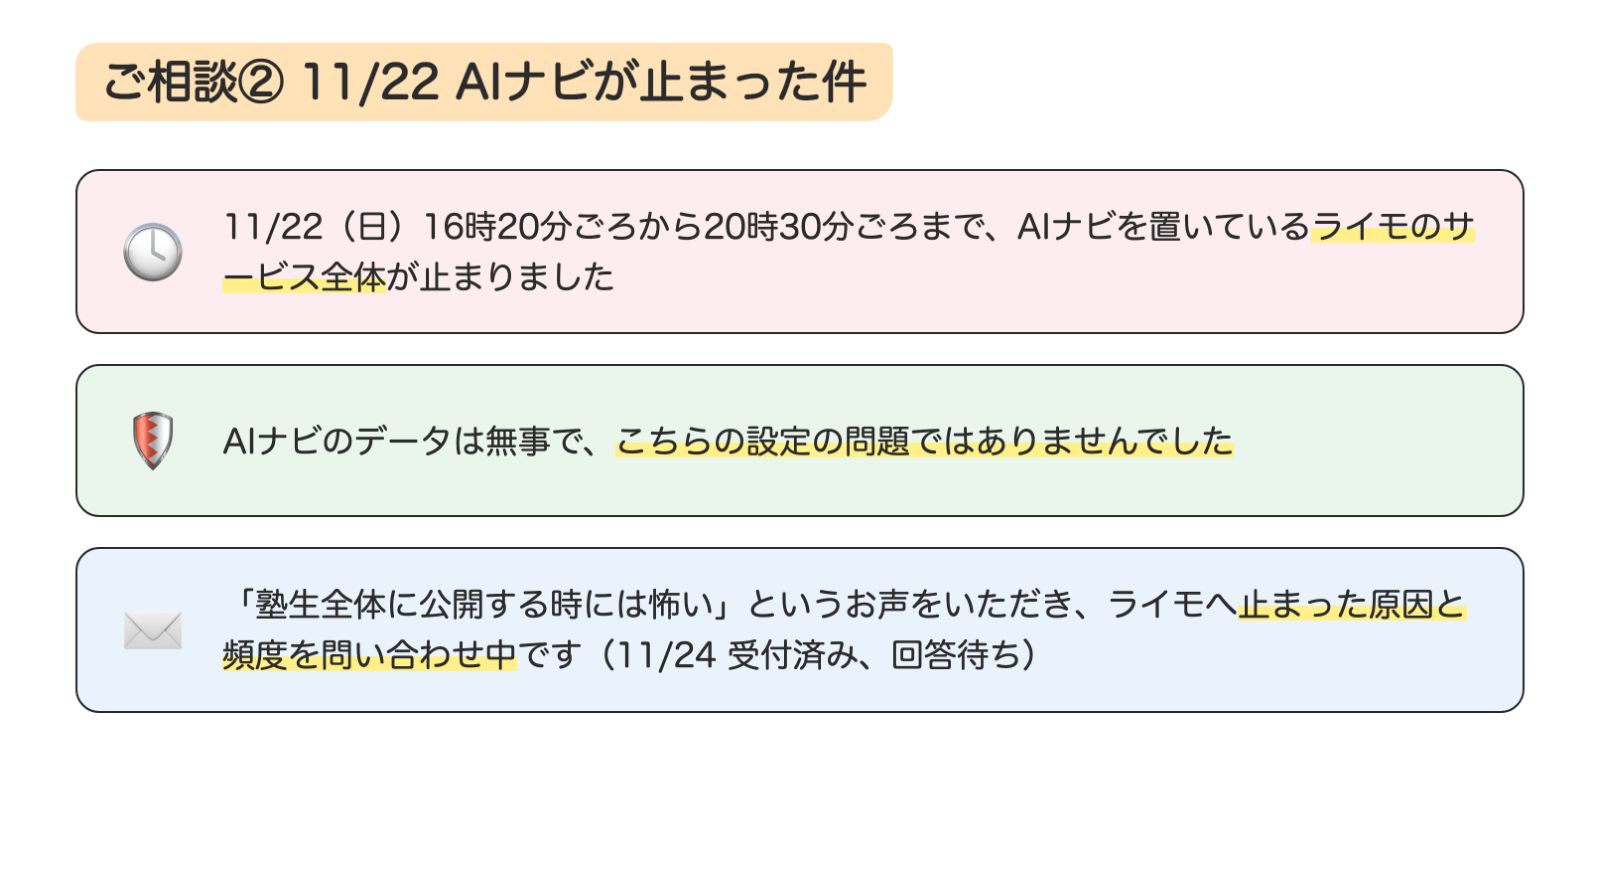 ご相談② 11/22 AIナビが止まった件
11/22（日）16時20分ごろから20時30分ごろまで、AIナビを置いているライモのサ
ービス全体が止まりました
AIナビのデータは無事で、こちらの設定の問題ではありませんでした
「塾生全体に公開する時には怖い」というお声をいただき、ライモへ止まった原因と
頻度を問い合わせ中です（11/24 受付済み、回答待ち）